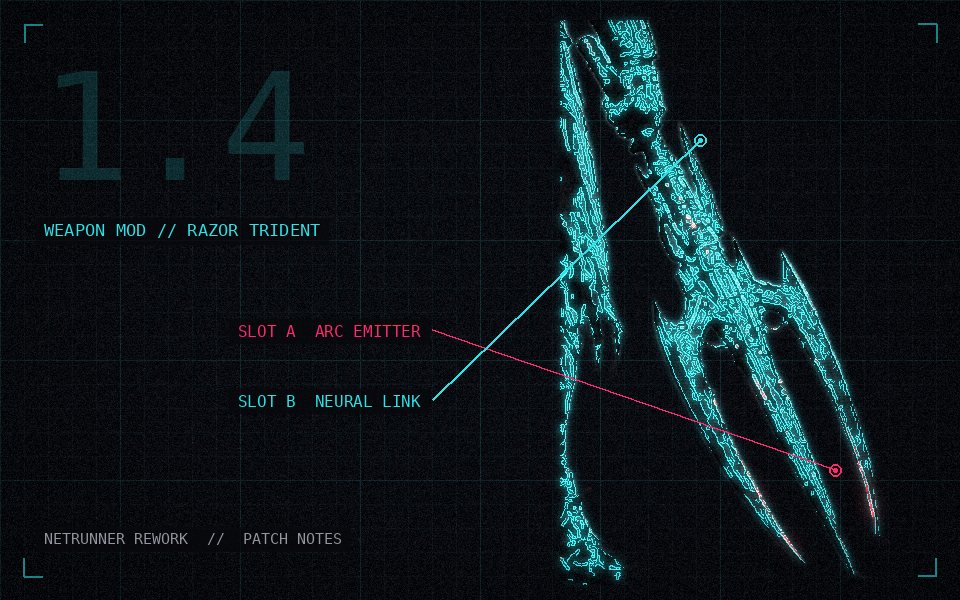 1.4
WEAPON MOD // RAZOR TRIDENT
SLOT A  ARC EMITTER
SLOT B  NEURAL LINK
NETRUNNER REWORK  //  PATCH NOTES